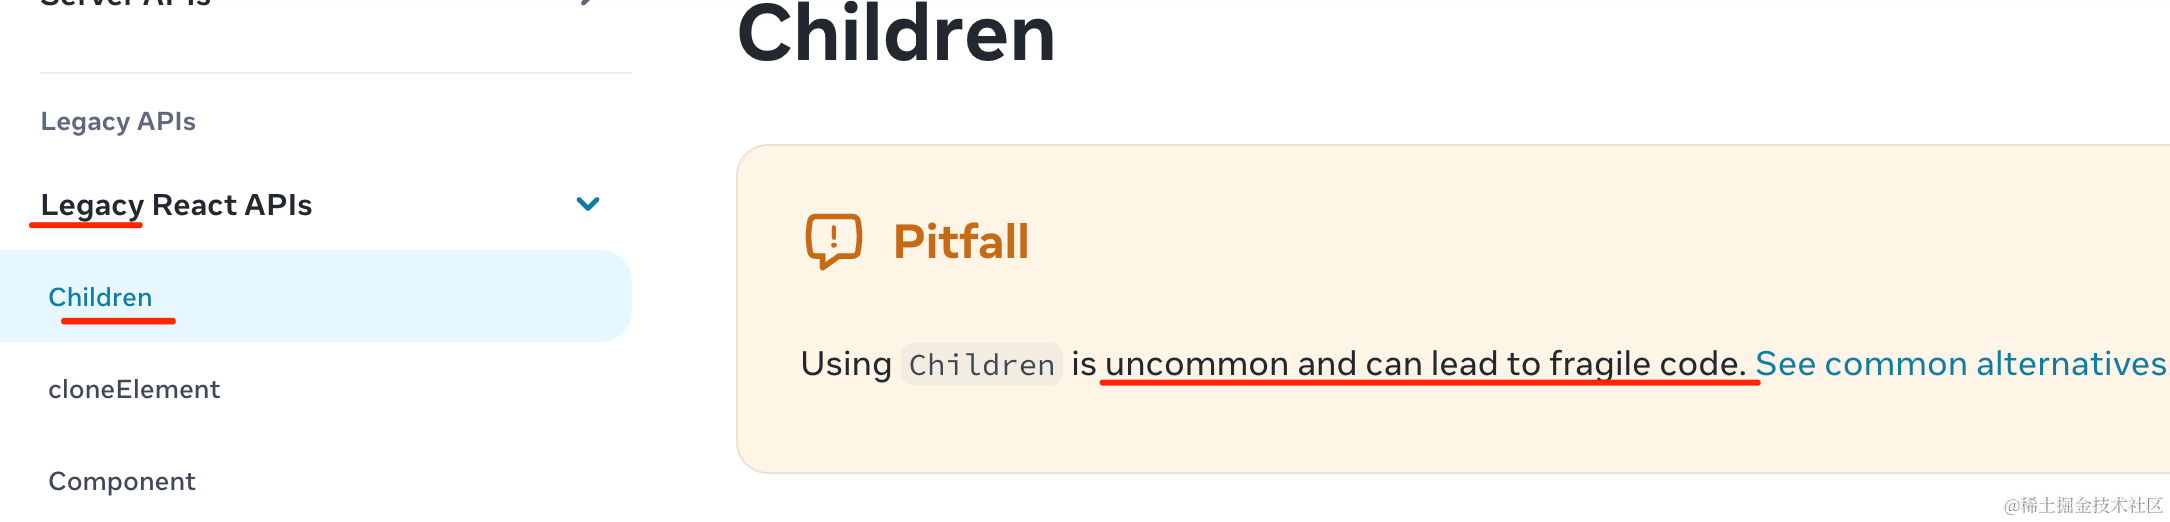 Server APIs
Legacy APIs
Legacy React APIs
Children
cloneElement
Component
Children
Pitfall
Using Children is uncommon and can lead to fragile code. See common alternatives
@稀土掘金技术社区